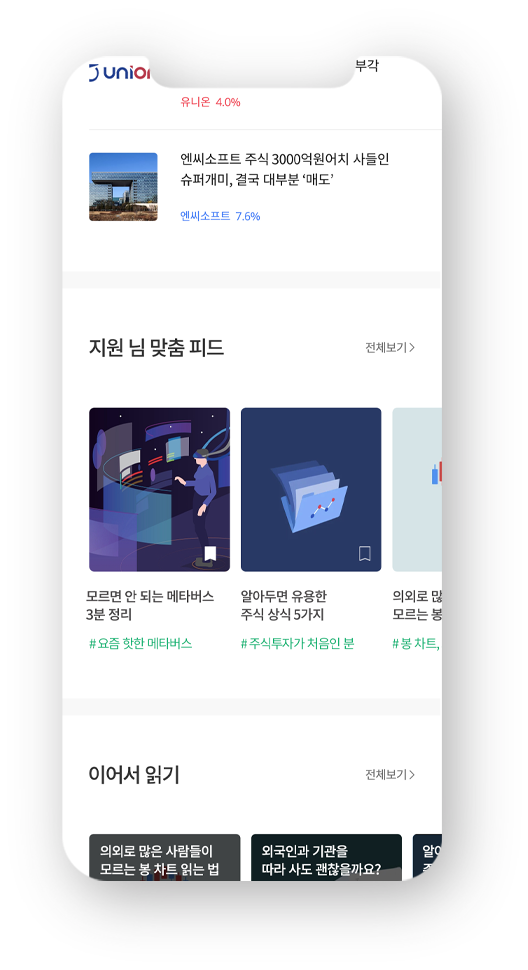 union
부각
유니온 4.0%
엔씨소프트 주식 3000억원어치 사들인
슈퍼개미, 결국 대부분 ‘매도’
엔씨소프트 7.6%
지원 님 맞춤 피드
전체보기 >
모르면 안 되는 메타버스
3분 정리
# 요즘 핫한 메타버스
알아두면 유용한
주식 상식 5가지
# 주식투자가 처음인 분
의외로 많
모르는 봉
# 봉 차트,
이어서 읽기
전체보기 >
의외로 많은 사람들이
모르는 봉 차트 읽는 법
외국인과 기관을
따라 사도 괜찮을까요?